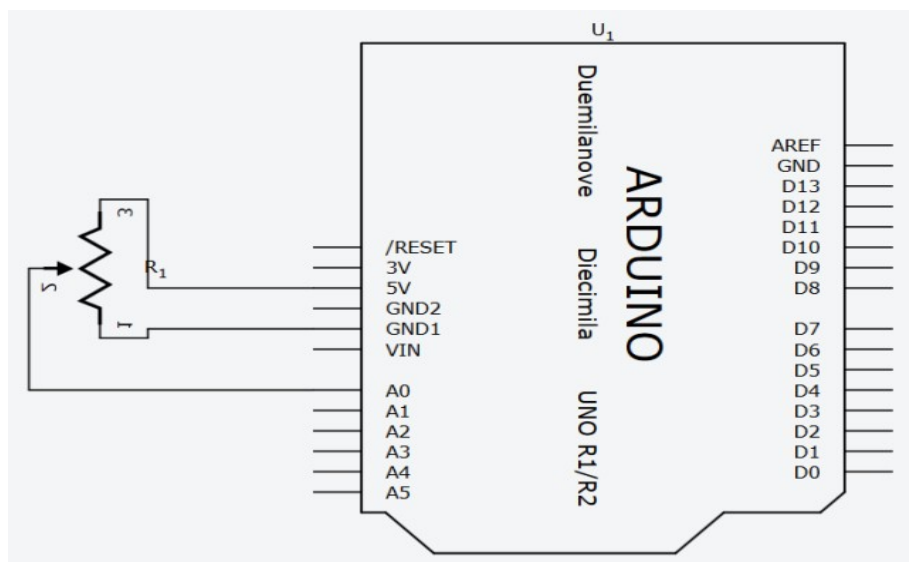 U1
Duemilanove Diecimila UNO R1/R2
ARDUINO
3
R1
2
1
/RESET
3V
5V
GND2
GND1
VIN
A0
A1
A2
A3
A4
A5
AREF
GND
D13
D12
D11
D10
D9
D8
D7
D6
D5
D4
D3
D2
D1
D0